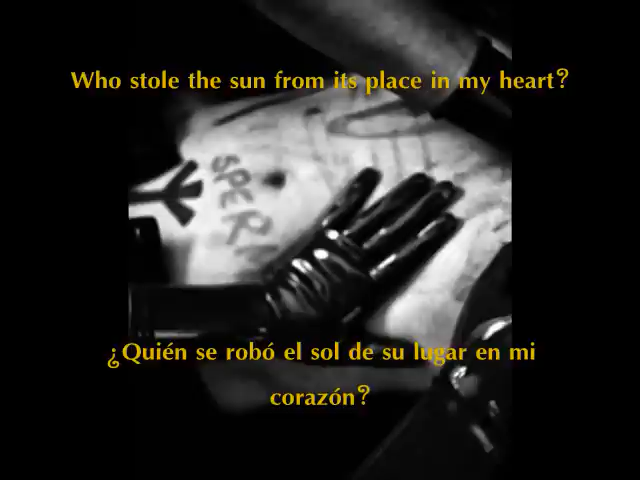 Who stole the sun from its place in my heart?
SPER
¿Quién se robó el sol de su lugar en mi
corazón?